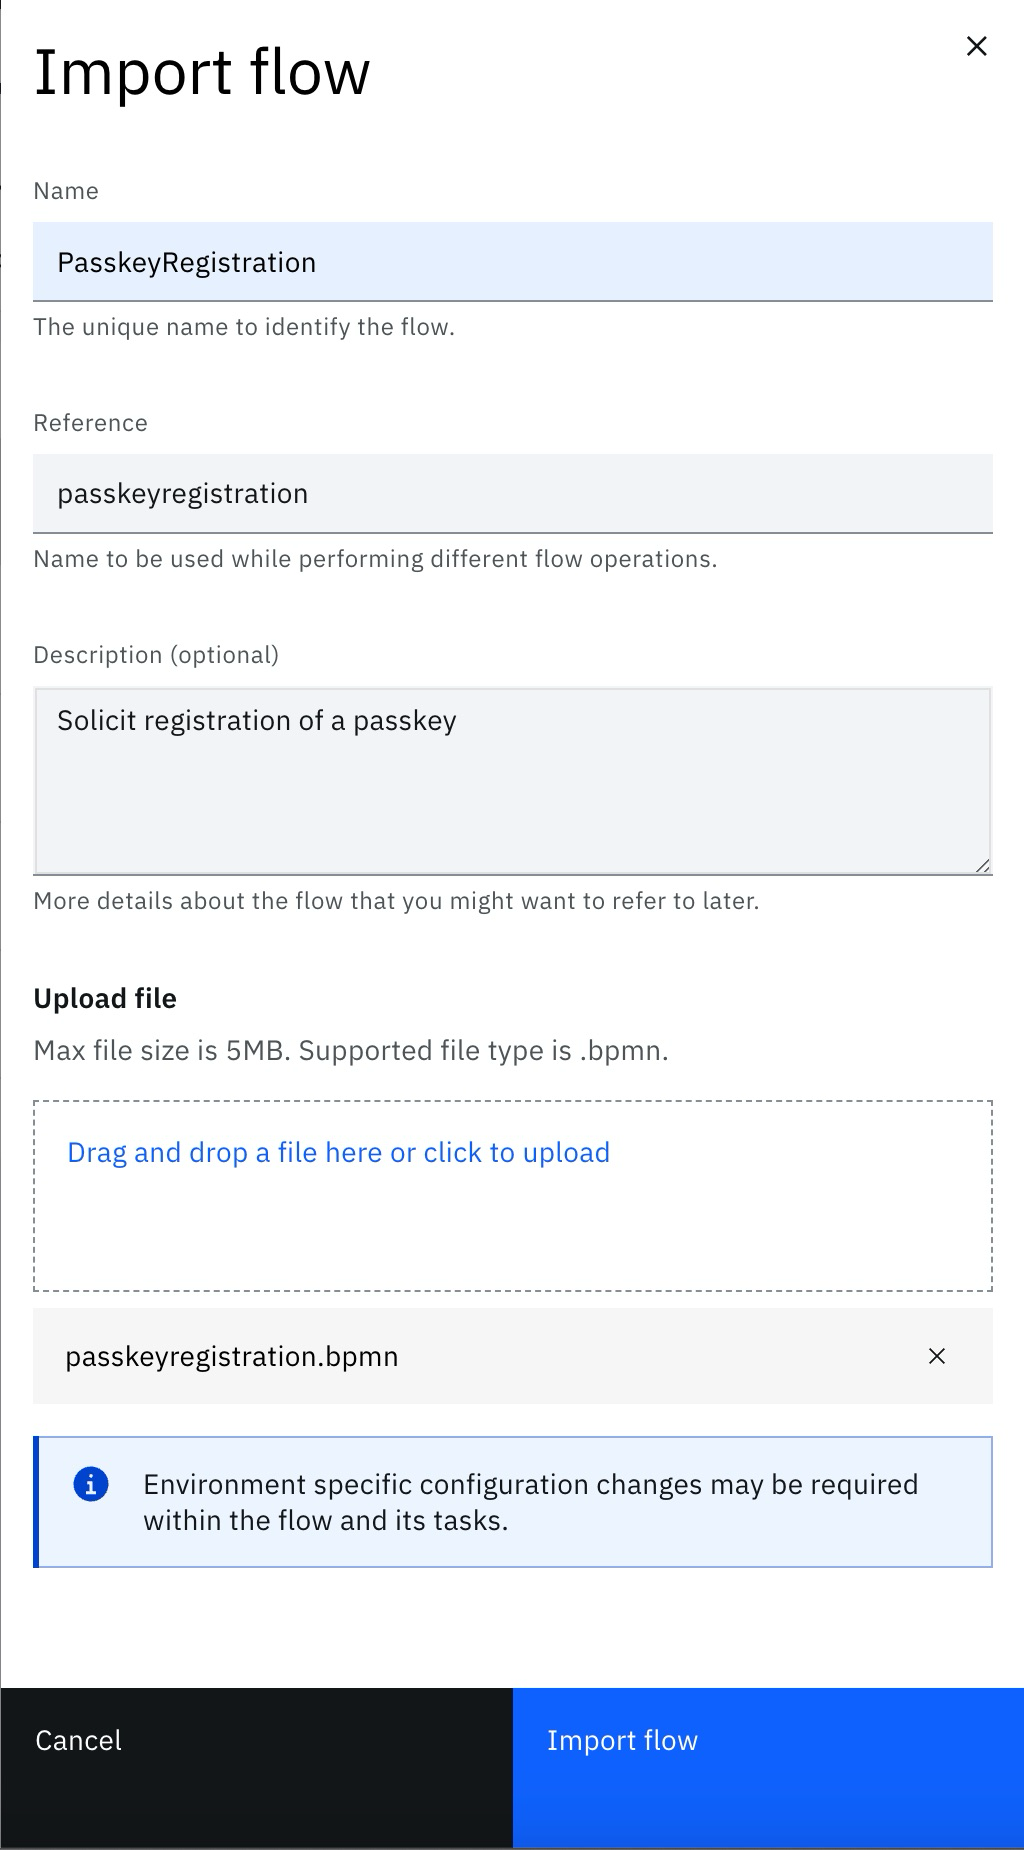 Import flow
Name
PasskeyRegistration
The unique name to identify the flow.
Reference
passkeyregistration
Name to be used while performing different flow operations.
Description (optional)
Solicit registration of a passkey
More details about the flow that you might want to refer to later.
Upload file
Max file size is 5MB. Supported file type is .bpmn.
Drag and drop a file here or click to upload
passkeyregistration.bpmn
Environment specific configuration changes may be required
within the flow and its tasks.
Cancel
Import flow